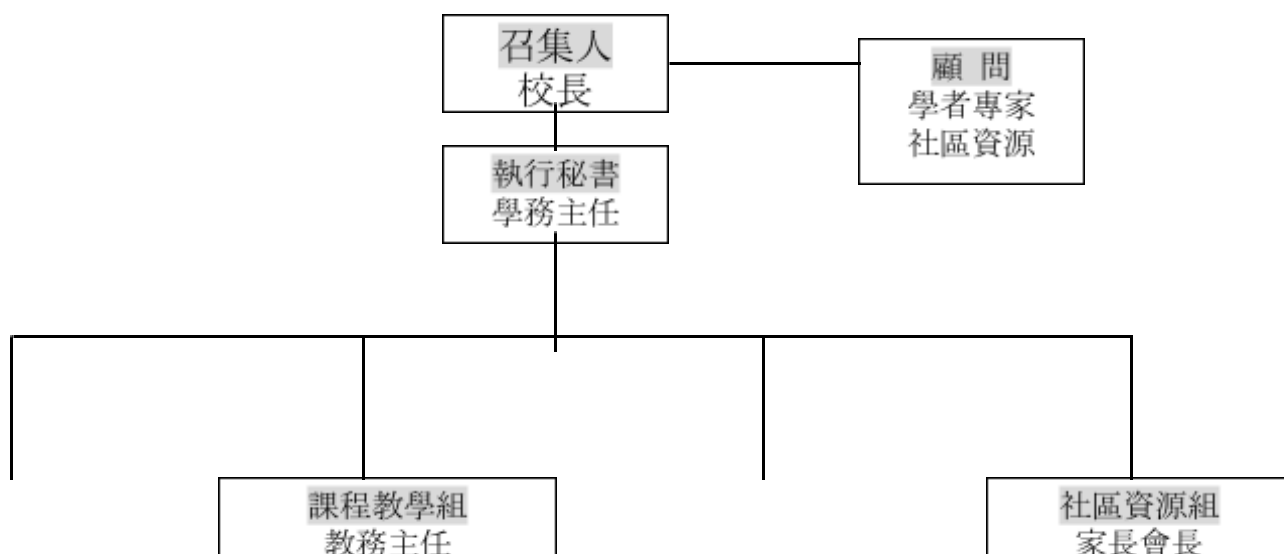 召集人
校長
顧 問
學者專家
社區資源
執行秘書
學務主任
課程教學組
教務主任
社區資源組
家長會長